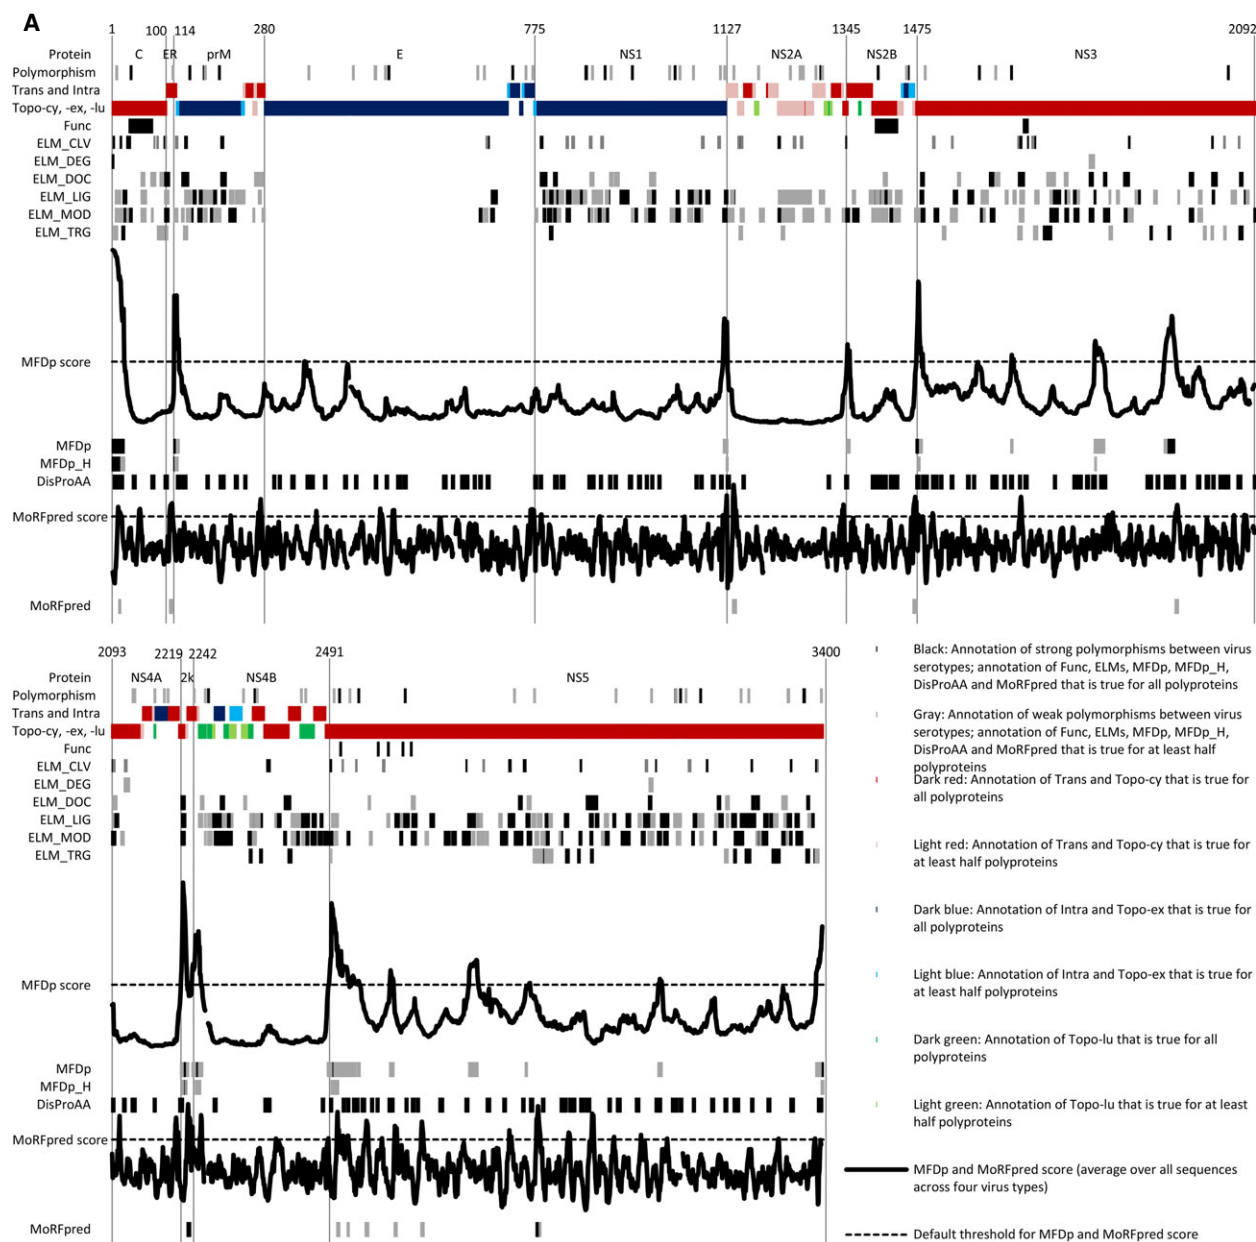 A
1 100 114 280 775 1127 1345 1475 2092
Protein C ER prM E NS1 NS2A NS2B NS3
Polymorphism
Trans and Intra
Topo-cy, -ex, -lu
Func
ELM_CLV
ELM_DEG
ELM_DOC
ELM_LIG
ELM_MOD
ELM_TRG
MFDp score
MFDp
MFDp_H
DisProAA
MoRFpred score
MoRFpred
2093 2219 2242 2491 3400
Protein NS4A 2k NS4B NS5
Polymorphism
Trans and Intra
Topo-cy, -ex, -lu
Func
ELM_CLV
ELM_DEG
ELM_DOC
ELM_LIG
ELM_MOD
ELM_TRG
MFDp score
MFDp
MFDp_H
DisProAA
MoRFpred score
MoRFpred
Black: Annotation of strong polymorphisms between virus
serotypes; annotation of Func, ELMs, MFDp, MFDp_H,
DisProAA and MoRFpred that is true for all polyproteins
Gray: Annotation of weak polymorphisms between virus
serotypes; annotation of Func, ELMs, MFDp, MFDp_H,
DisProAA and MoRFpred that is true for at least half
polyproteins
Dark red: Annotation of Trans and Topo-cy that is true for
all polyproteins
Light red: Annotation of Trans and Topo-cy that is true for
at least half polyproteins
Dark blue: Annotation of Intra and Topo-ex that is true for
all polyproteins
Light blue: Annotation of Intra and Topo-ex that is true for
at least half polyproteins
Dark green: Annotation of Topo-lu that is true for all
polyproteins
Light green: Annotation of Topo-lu that is true for at least
half polyproteins
MFDp and MoRFpred score (average over all sequences
across four virus types)
Default threshold for MFDp and MoRFpred score